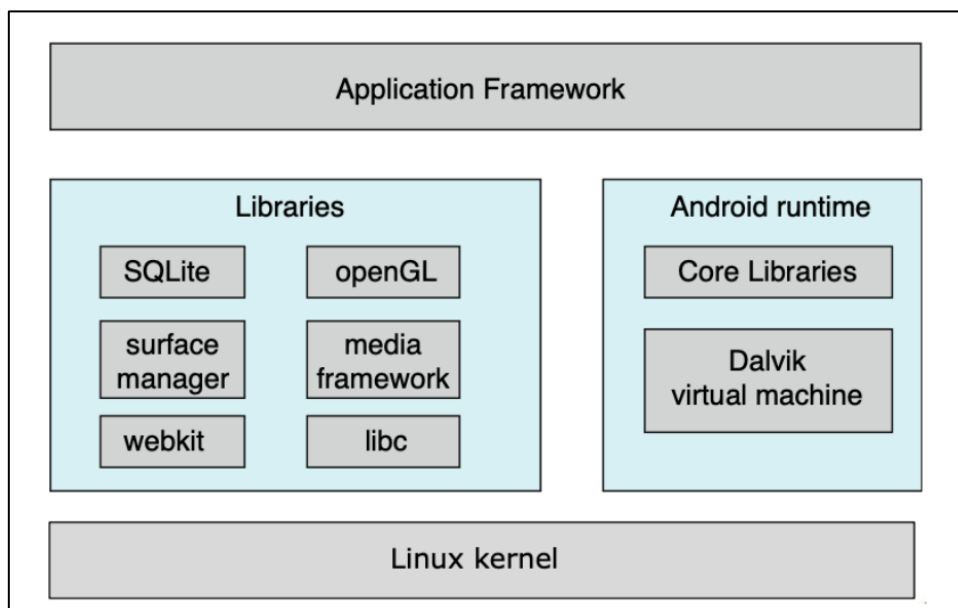 Application Framework
Libraries
SQLite
openGL
surface
manager
media
framework
webkit
libc
Android runtime
Core Libraries
Dalvik
virtual machine
Linux kernel